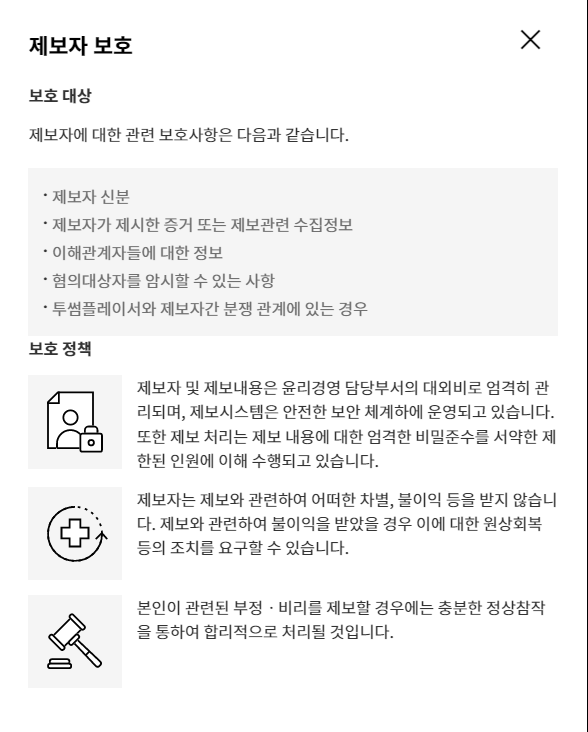 제보자 보호
보호 대상
제보자에 대한 관련 보호사항은 다음과 같습니다.
· 제보자 신분
· 제보자가 제시한 증거 또는 제보관련 수집정보
· 이해관계자들에 대한 정보
· 혐의대상자를 암시할 수 있는 사항
· 투썸플레이서와 제보자간 분쟁 관계에 있는 경우
보호 정책
제보자 및 제보내용은 윤리경영 담당부서의 대외비로 엄격히 관
리되며, 제보시스템은 안전한 보안 체계하에 운영되고 있습니다.
또한 제보 처리는 제보 내용에 대한 엄격한 비밀준수를 서약한 제
한된 인원에 이해 수행되고 있습니다.
제보자는 제보와 관련하여 어떠한 차별, 불이익 등을 받지 않습니
다. 제보와 관련하여 불이익을 받았을 경우 이에 대한 원상회복
등의 조치를 요구할 수 있습니다.
본인이 관련된 부정 · 비리를 제보할 경우에는 충분한 정상참작
을 통하여 합리적으로 처리될 것입니다.